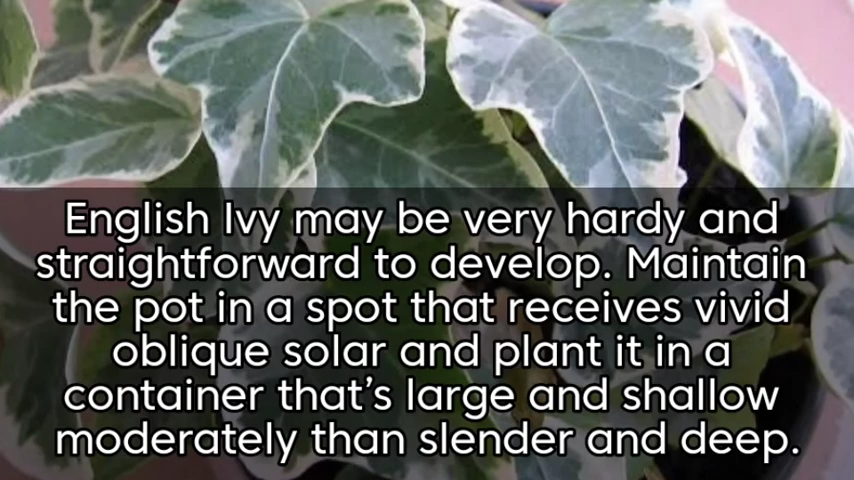 English Ivy may be very hardy and
straightforward to develop. Maintain
the pot in a spot that receives vivid
oblique solar and plant it in a
container that’s large and shallow
moderately than slender and deep.